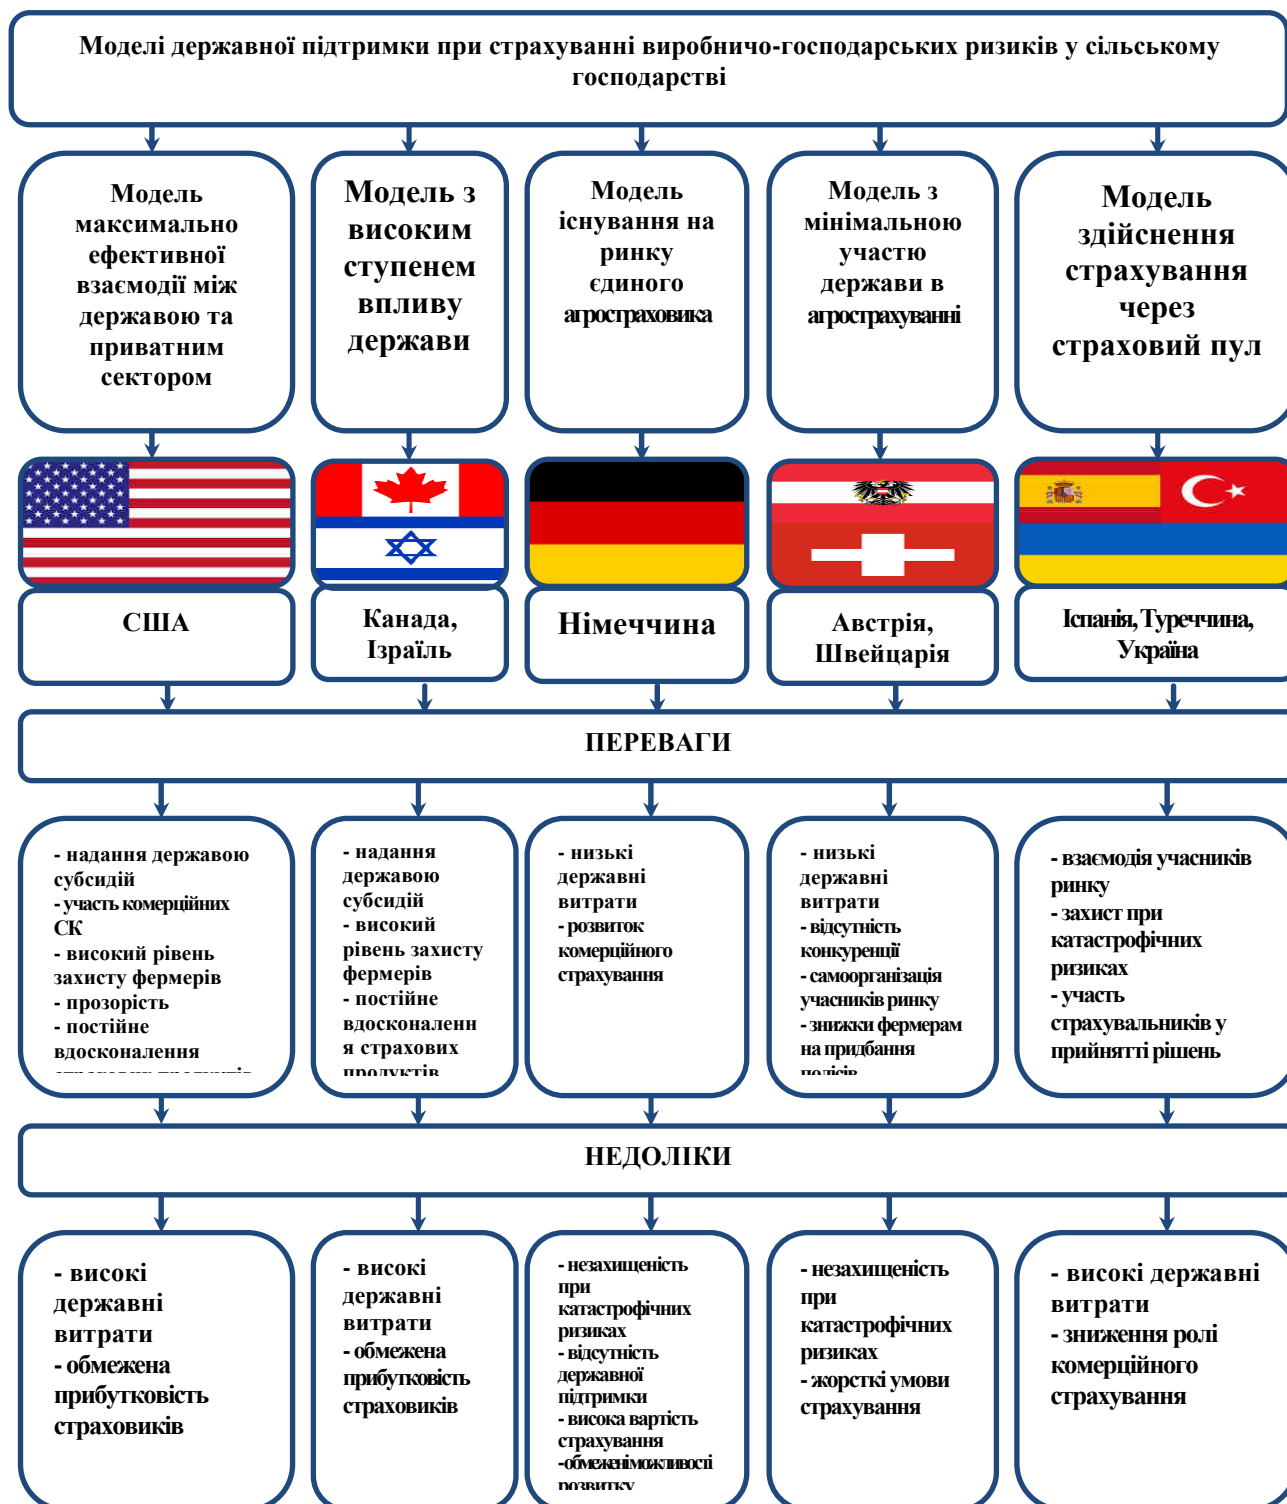 Моделі державної підтримки при страхуванні виробничо-господарських ризиків у сільському
господарстві
Модель
максимально
ефективної
взаємодії між
державою та
приватним
сектором
Модель з
високим
ступенем
впливу
держави
Модель
існування на
ринку
єдиного
агростраховика
Модель з
мінімальною
участю
держави в
агрострахуванні
Модель
здійснення
страхування
через
страховий пул
США
Канада,
Ізраїль
Німеччина
Австрія,
Швейцарія
Іспанія, Туреччина,
Україна
ПЕРЕВАГИ
- надання державою
субсидій
- участь комерційних
СК
- високий рівень
захисту фермерів
- прозорість
- постійне
вдосконалення
- надання
державою
субсидій
- високий
рівень захисту
фермерів
- постійне
вдосконаленн
я страхових
продуктів
- низькі
державні
витрати
- розвиток
комерційного
страхування
- низькі
державні
витрати
- відсутність
конкуренції
- самоорганізація
учасників ринку
- знижки фермерам
на придбання
полісів
- взаємодія учасників
ринку
- захист при
катастрофічних
ризиках
- участь
страхувальників у
прийнятті рішень
НЕДОЛІКИ
- високі
державні
витрати
- обмежена
прибутковість
страховиків
- високі
державні
витрати
- обмежена
прибутковість
страховиків
- незахищеність
при
катастрофічних
ризиках
- відсутність
державної
підтримки
- висока вартість
страхування
- обмежені можливості
розвитку
- незахищеність
при
катастрофічних
ризиках
- жорсткі умови
страхування
- високі державні
витрати
- зниження ролі
комерційного
страхування